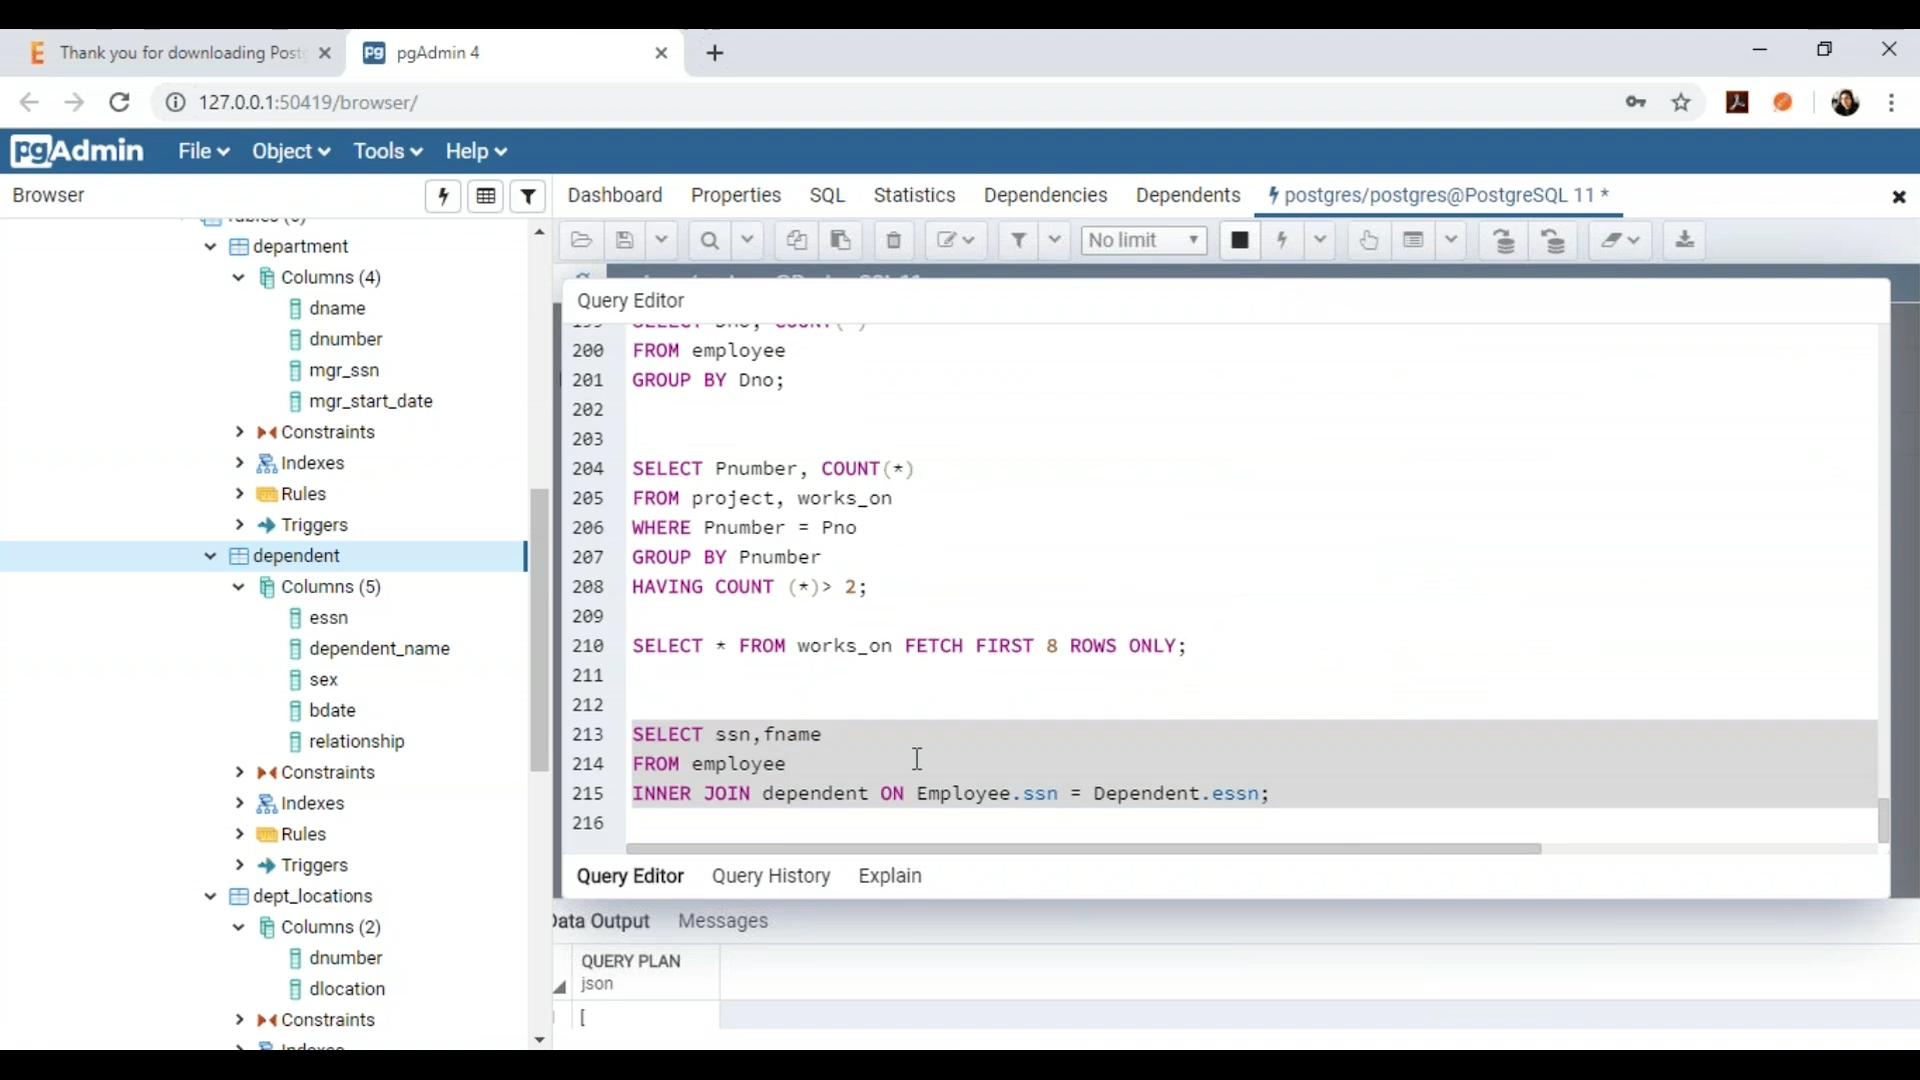 Thank you for downloading Post
pgAdmin 4
127.0.0.1:50419/browser/
pgAdmin
File
Object
Tools
Help
Browser
Dashboard
Properties
SQL
Statistics
Dependencies
Dependents
postgres/postgres@PostgreSQL 11 *
No limit
department
Columns (4)
dname
dnumber
mgr_ssn
mgr_start_date
Constraints
Indexes
Rules
Triggers
dependent
Columns (5)
essn
dependent_name
sex
bdate
relationship
Constraints
Indexes
Rules
Triggers
dept_locations
Columns (2)
dnumber
dlocation
Constraints
Indexes
Query Editor
199 SELECT Dno, COUNT(*)
200 FROM employee
201 GROUP BY Dno;
202
203
204 SELECT Pnumber, COUNT(*)
205 FROM project, works_on
206 WHERE Pnumber = Pno
207 GROUP BY Pnumber
208 HAVING COUNT (*)> 2;
209
210 SELECT * FROM works_on FETCH FIRST 8 ROWS ONLY;
211
212
213 SELECT ssn,fname
214 FROM employee
215 INNER JOIN dependent ON Employee.ssn = Dependent.essn;
216
Query Editor
Query History
Explain
Data Output
Messages
QUERY PLAN
json
[